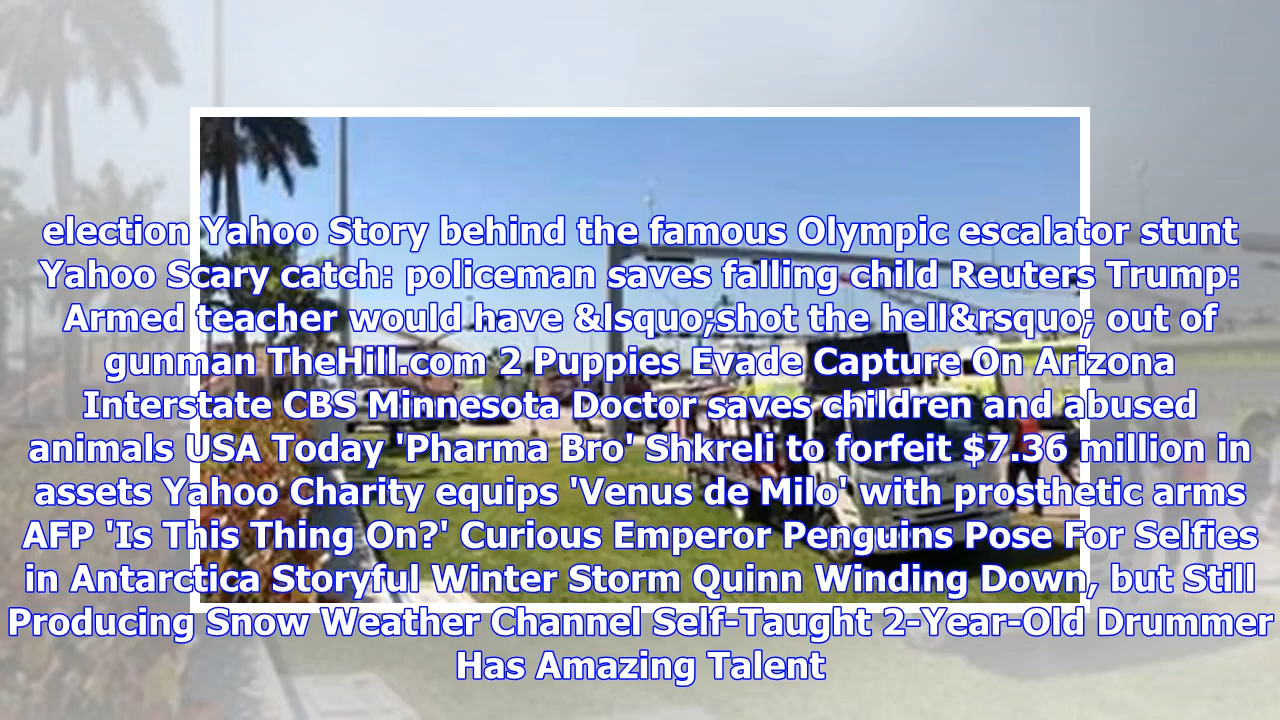 election Yahoo Story behind the famous Olympic escalator stunt
Yahoo Scary catch: policeman saves falling child Reuters Trump:
Armed teacher would have &lsquo;shot the hell&rsquo; out of
gunman TheHill.com 2 Puppies Evade Capture On Arizona
Interstate CBS Minnesota Doctor saves children and abused
animals USA Today 'Pharma Bro' Shkreli to forfeit $7.36 million in
assets Yahoo Charity equips 'Venus de Milo' with prosthetic arms
AFP 'Is This Thing On?' Curious Emperor Penguins Pose For Selfies
in Antarctica Storyful Winter Storm Quinn Winding Down, but Still
Producing Snow Weather Channel Self-Taught 2-Year-Old Drummer
Has Amazing Talent